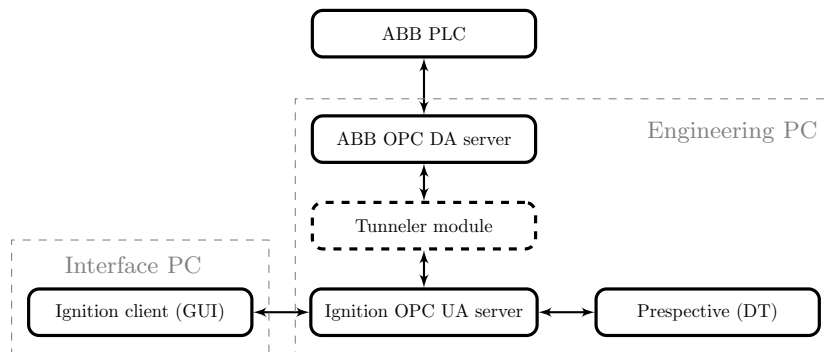 ABB PLC
Engineering PC
ABB OPC DA server
Tunneler module
Interface PC
Ignition client (GUI)
Ignition OPC UA server
Prespective (DT)